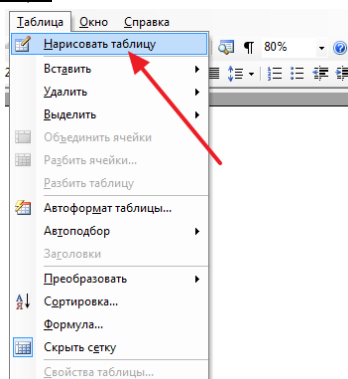 Таблица Окно Справка
Нарисовать таблицу
80%
Вставить
Удалить
Выделить
Объединить ячейки
Разбить ячейки...
Разбить таблицу
Автоформат таблицы...
Автоподбор
Заголовки
Преобразовать
Сортировка...
Формула...
Скрыть сетку
Свойства таблицы...